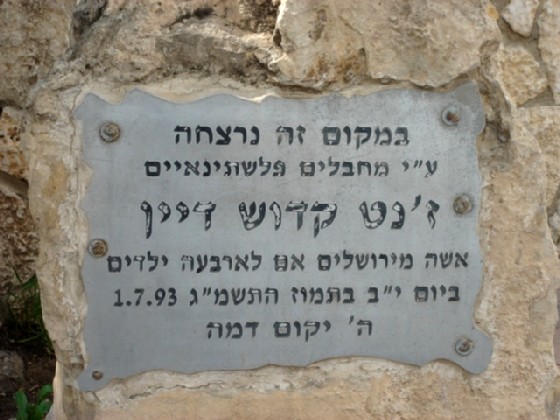 במקום זה נרצחה
ע״י מחבלים פלשתינאיים
ז׳נט קדוש דיין
אשה מירושלים אם לארבעה ילדים
ביום י״ב בתמוז התשמ״ג 1.7.93
ה׳ יקום דמה